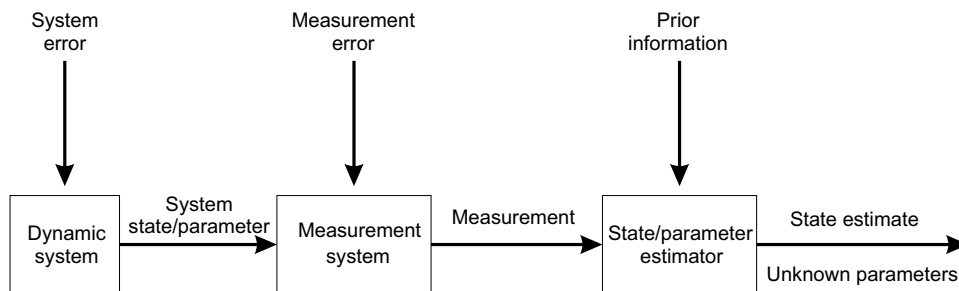 System
error
Measurement
error
Prior
information
Dynamic
system
System
state/parameter
Measurement
system
Measurement
State/parameter
estimator
State estimate
Unknown parameters